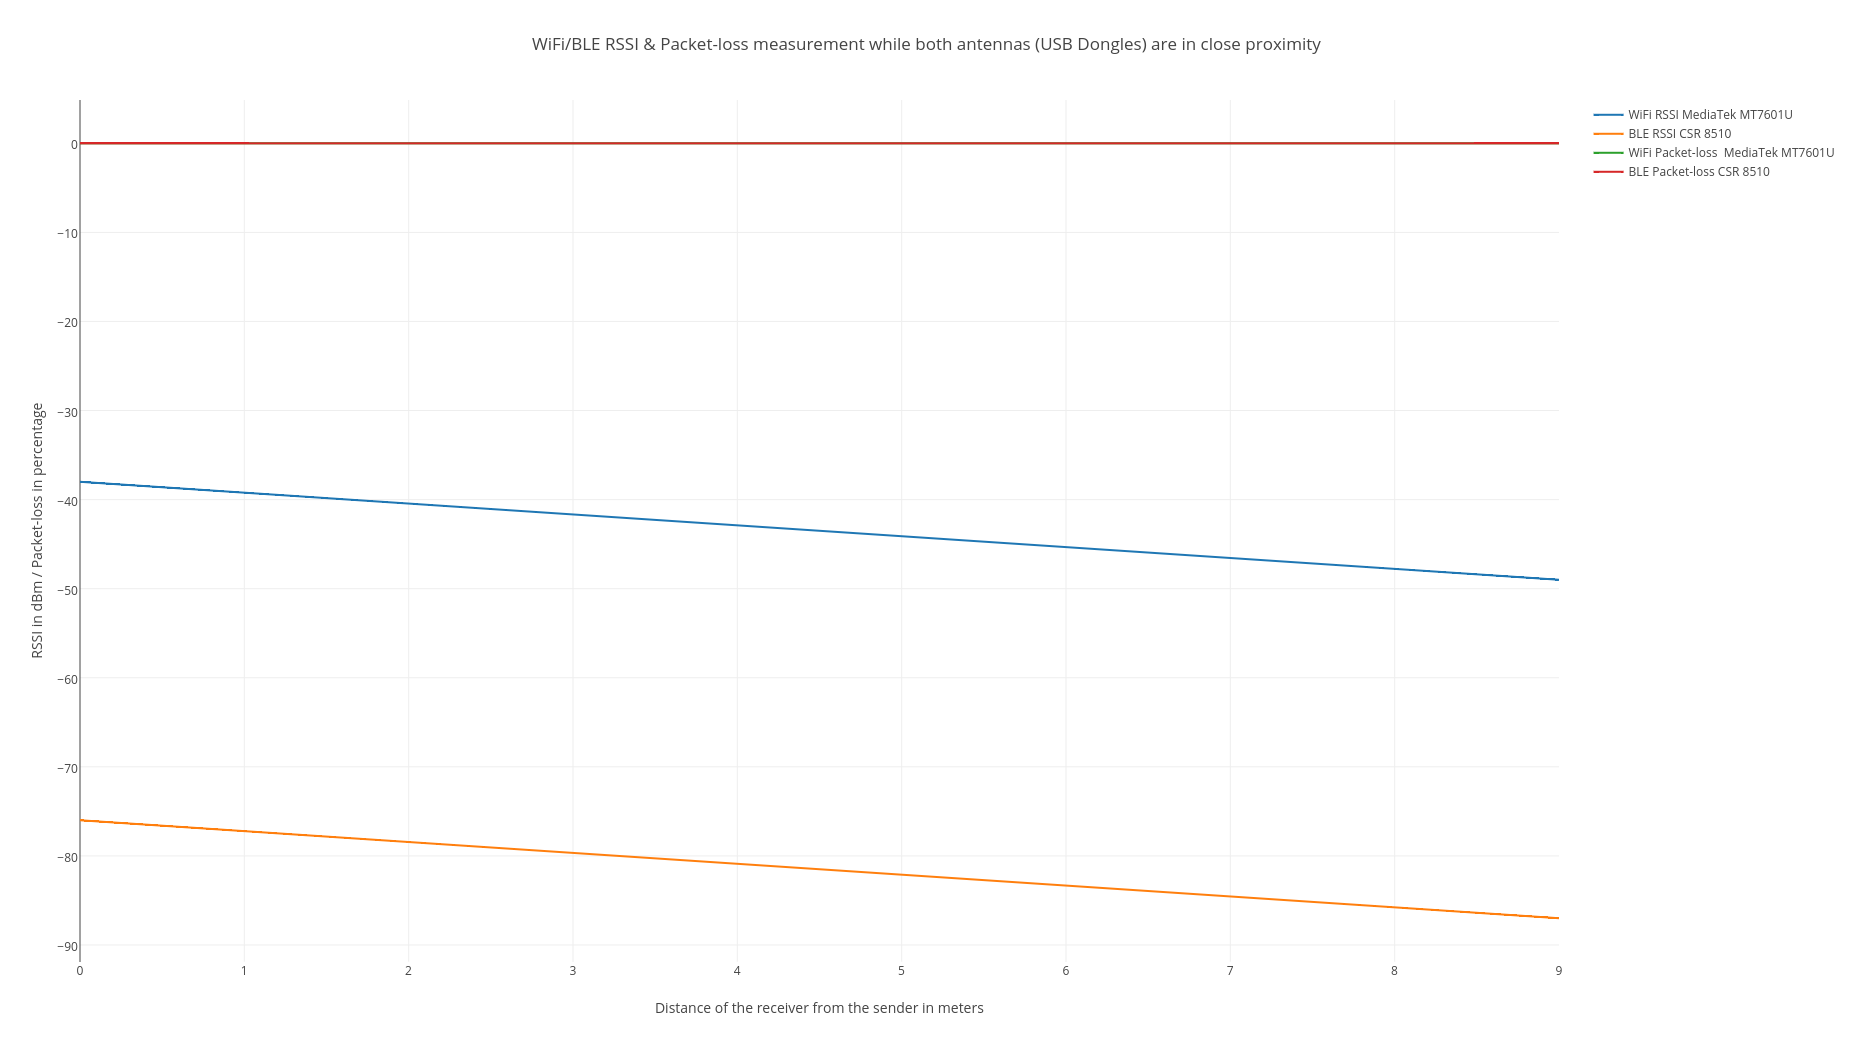 WiFi/BLE RSSI & Packet-loss measurement while both antennas (USB Dongles) are in close proximity
WiFi RSSI MediaTek MT7601U
BLE RSSI CSR 8510
WiFi Packet-loss  MediaTek MT7601U
BLE Packet-loss CSR 8510
RSSI in dBm / Packet-loss in percentage
0
−10
−20
−30
−40
−50
−60
−70
−80
−90
0 1 2 3 4 5 6 7 8 9
Distance of the receiver from the sender in meters